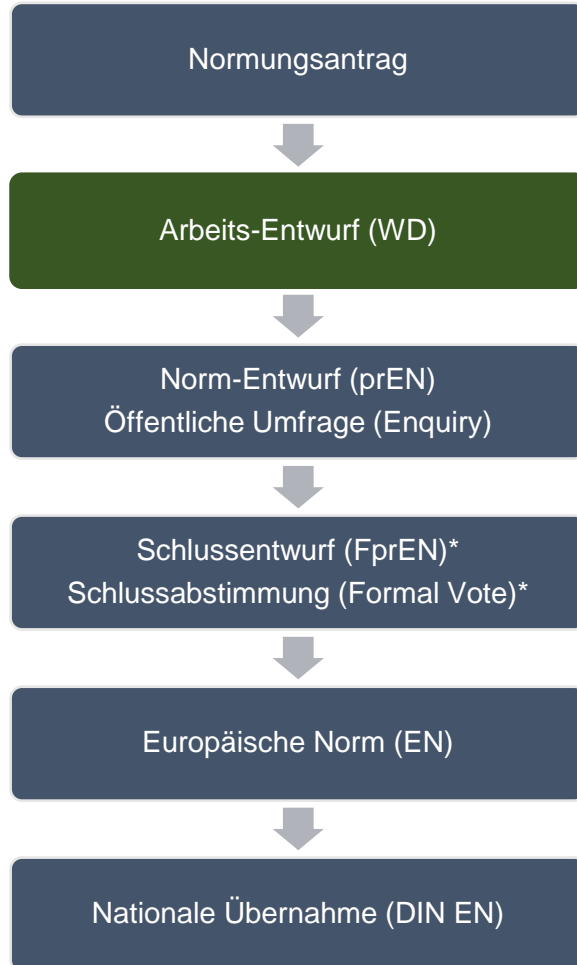 Normungsantrag
Arbeits-Entwurf (WD)
Norm-Entwurf (prEN)
Öffentliche Umfrage (Enquiry)
Schlussentwurf (FprEN)*
Schlussabstimmung (Formal Vote)*
Europäische Norm (EN)
Nationale Übernahme (DIN EN)